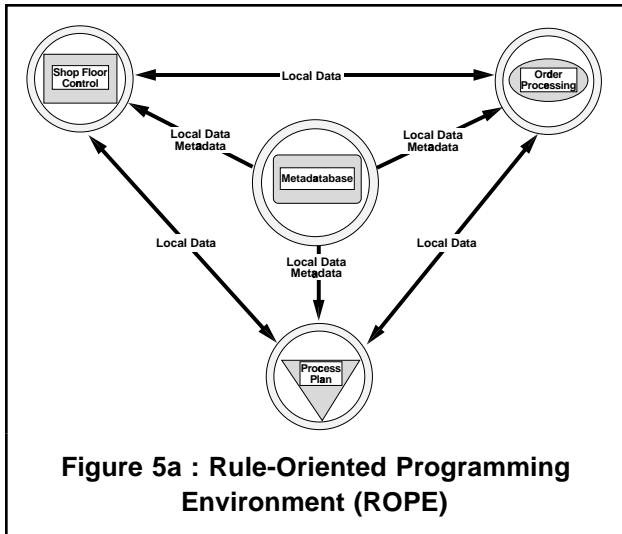 Shop Floor
Control
Local Data
Order
Processing
Local Data
Metadata
Local Data
Metadata
Metadatabase
Local Data
Local Data
Local Data
Metadata
Process
Plan
Figure 5a : Rule-Oriented Programming
Environment (ROPE)